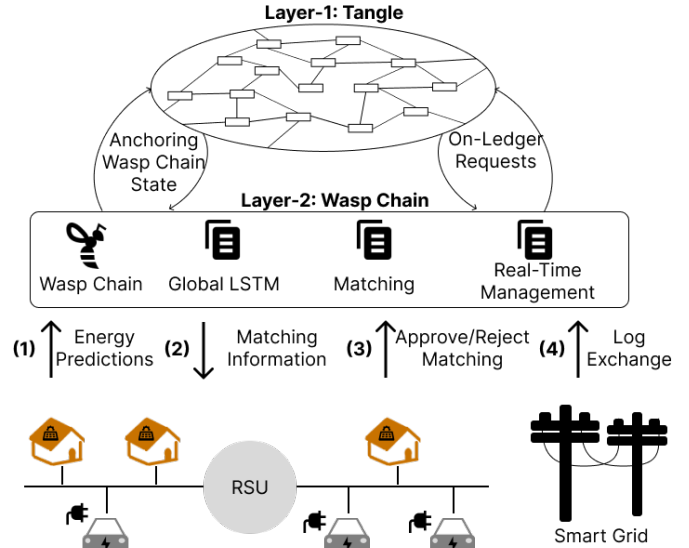 Layer-1: Tangle
Anchoring
Wasp Chain
State
On-Ledger
Requests
Layer-2: Wasp Chain
Wasp Chain
Global LSTM
Matching
Real-Time
Management
(1)
Energy
Predictions
(2)
Matching
Information
(3)
Approve/Reject
Matching
(4)
Log
Exchange
RSU
Smart Grid